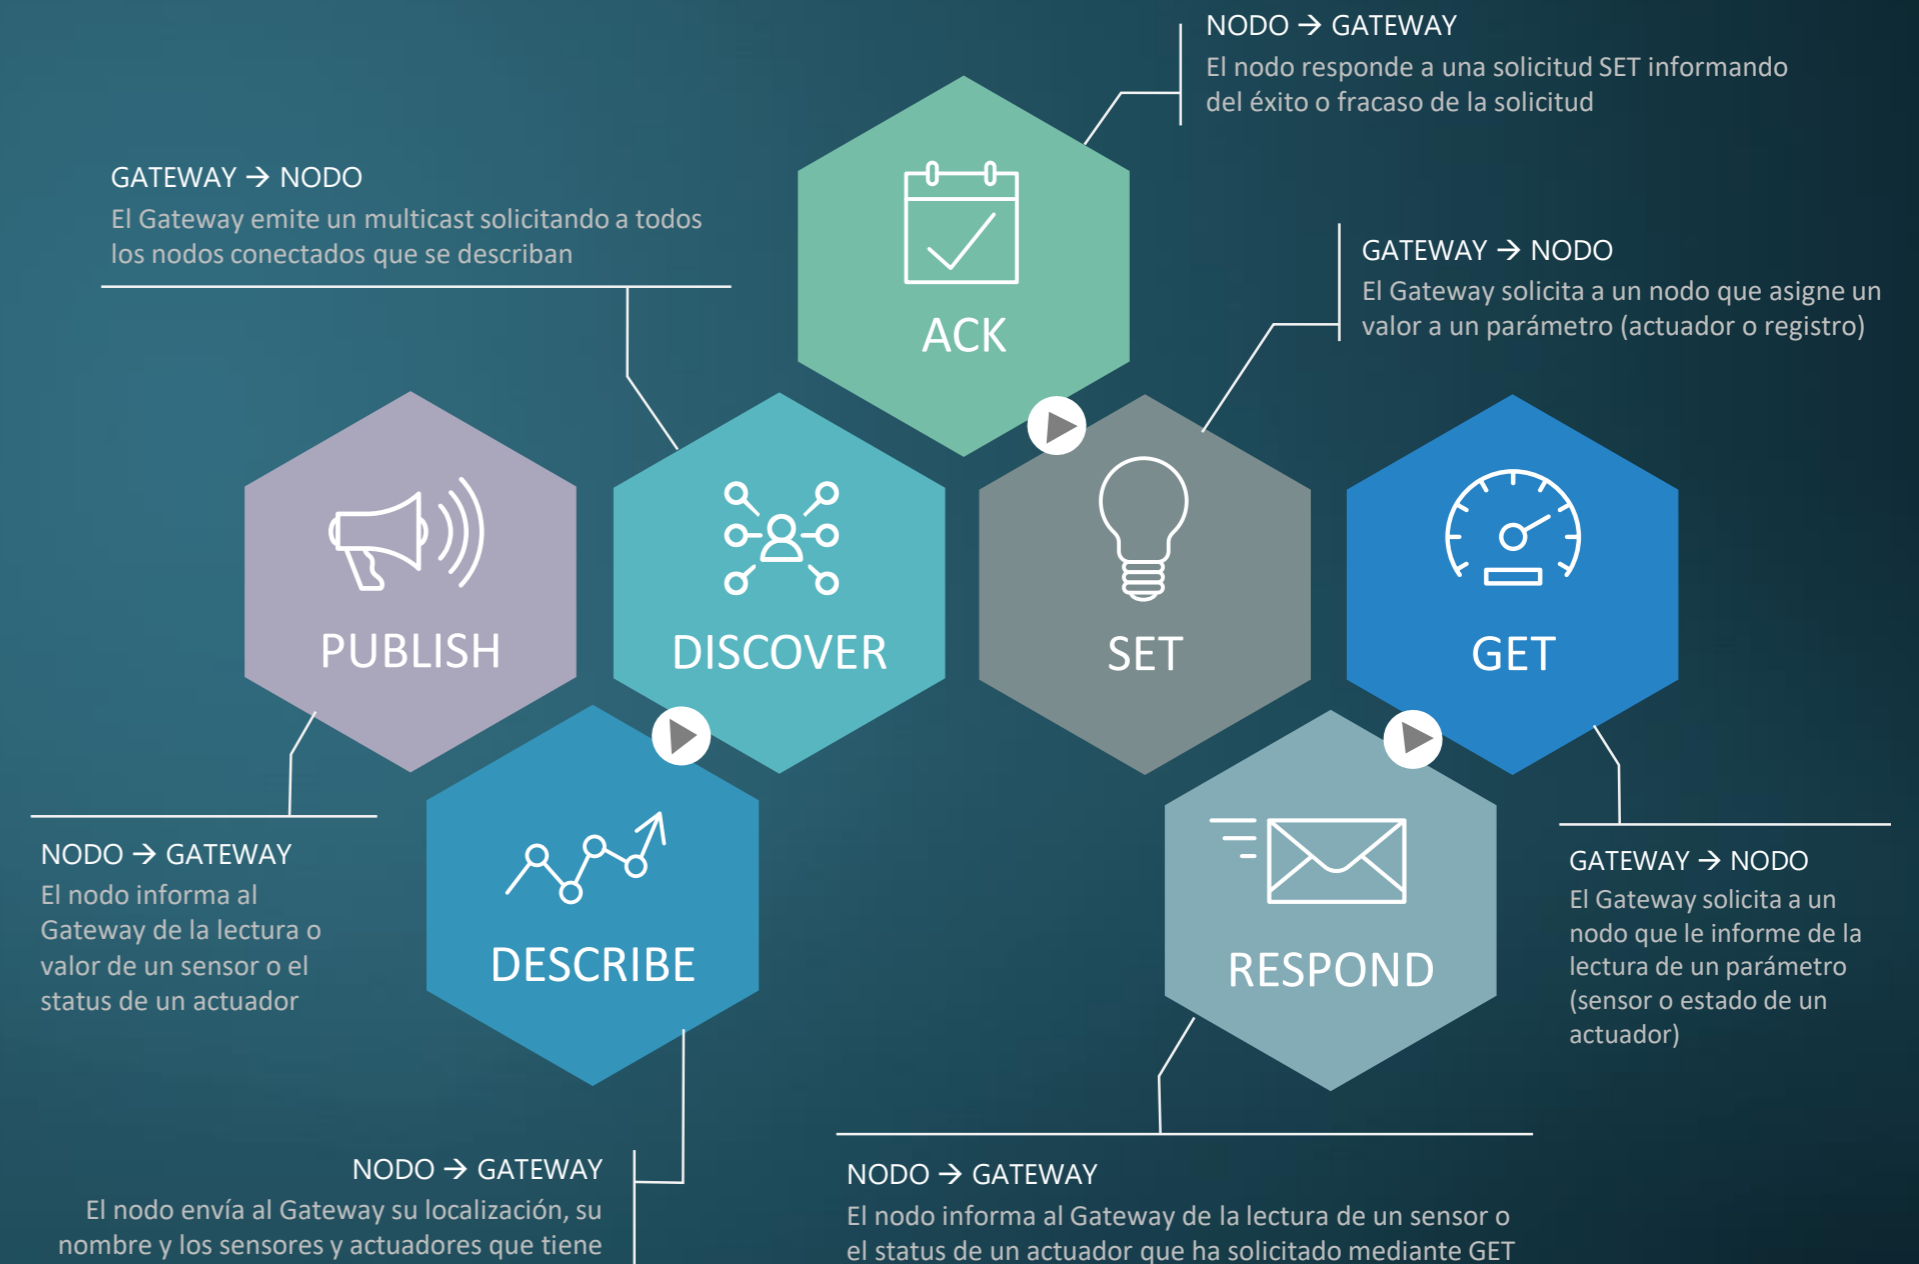 NODO → GATEWAY
El nodo responde a una solicitud SET informando
del éxito o fracaso de la solicitud
GATEWAY → NODO
El Gateway emite un multicast solicitando a todos
los nodos conectados que se describan
GATEWAY → NODO
El Gateway solicita a un nodo que asigne un
valor a un parámetro (actuador o registro)
ACK
PUBLISH
DISCOVER
SET
GET
NODO → GATEWAY
El nodo informa al
Gateway de la lectura o
valor de un sensor o el
status de un actuador
DESCRIBE
RESPOND
GATEWAY → NODO
El Gateway solicita a un
nodo que le informe de la
lectura de un parámetro
(sensor o estado de un
actuador)
NODO → GATEWAY
El nodo envía al Gateway su localización, su
nombre y los sensores y actuadores que tiene
NODO → GATEWAY
El nodo informa al Gateway de la lectura de un sensor o
el status de un actuador que ha solicitado mediante GET